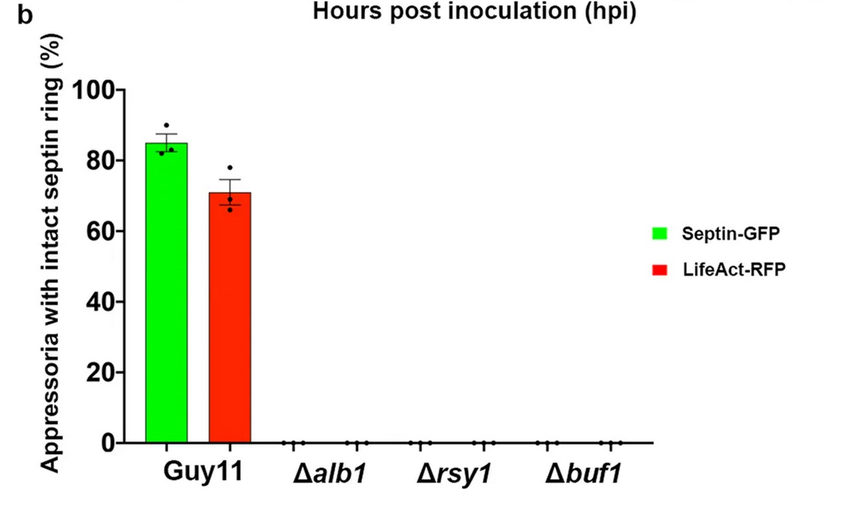 b
Hours post inoculation (hpi)
Appressoria with intact septin ring (%)
100
80
60
40
20
0
Guy11 Δalb1 Δrsy1 Δbuf1
Septin-GFP
LifeAct-RFP